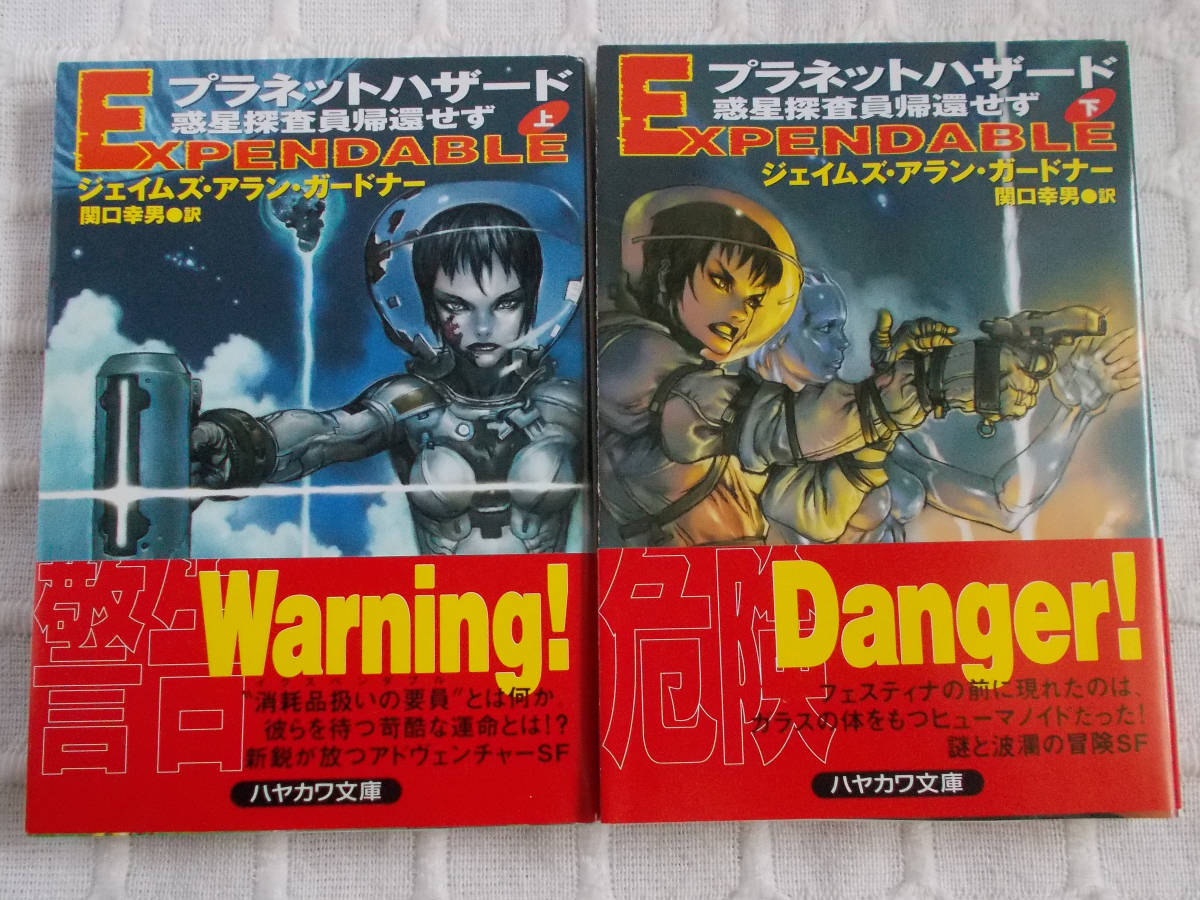 プラネットハザード
惑星探査員帰還せず
上
EXPENDABLE
ジェイムズ・アラン・ガードナー
関口幸男●訳
警告
Warning!
イクスペンダブル
“消耗品扱いの要員”とは何か。
彼らを待つ苛酷な運命とは!?
新鋭が放つアドヴェンチャーSF
ハヤカワ文庫
プラネットハザード
惑星探査員帰還せず
下
EXPENDABLE
ジェイムズ・アラン・ガードナー
関口幸男●訳
危険
Danger!
フェスティナの前に現れたのは、
ガラスの体をもつヒューマノイドだった!
謎と波瀾の冒険SF
ハヤカワ文庫